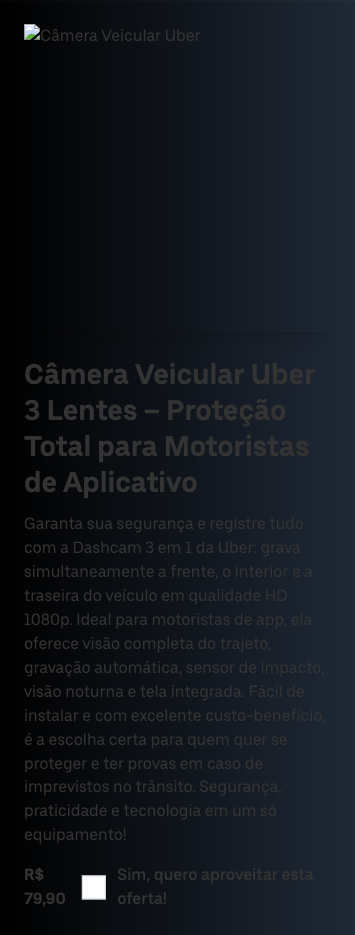 Câmera Veicular Uber
Câmera Veicular Uber
3 Lentes – Proteção
Total para Motoristas
de Aplicativo
Garanta sua segurança e registre tudo
com a Dashcam 3 em 1 da Uber: grava
simultaneamente a frente, o interior e a
traseira do veículo em qualidade HD
1080p. Ideal para motoristas de app, ela
oferece visão completa do trajeto,
gravação automática, sensor de impacto,
visão noturna e tela integrada. Fácil de
instalar e com excelente custo-benefício,
é a escolha certa para quem quer se
proteger e ter provas em caso de
imprevistos no trânsito. Segurança,
praticidade e tecnologia em um só
equipamento!
R$
79,90
Sim, quero aproveitar esta
oferta!